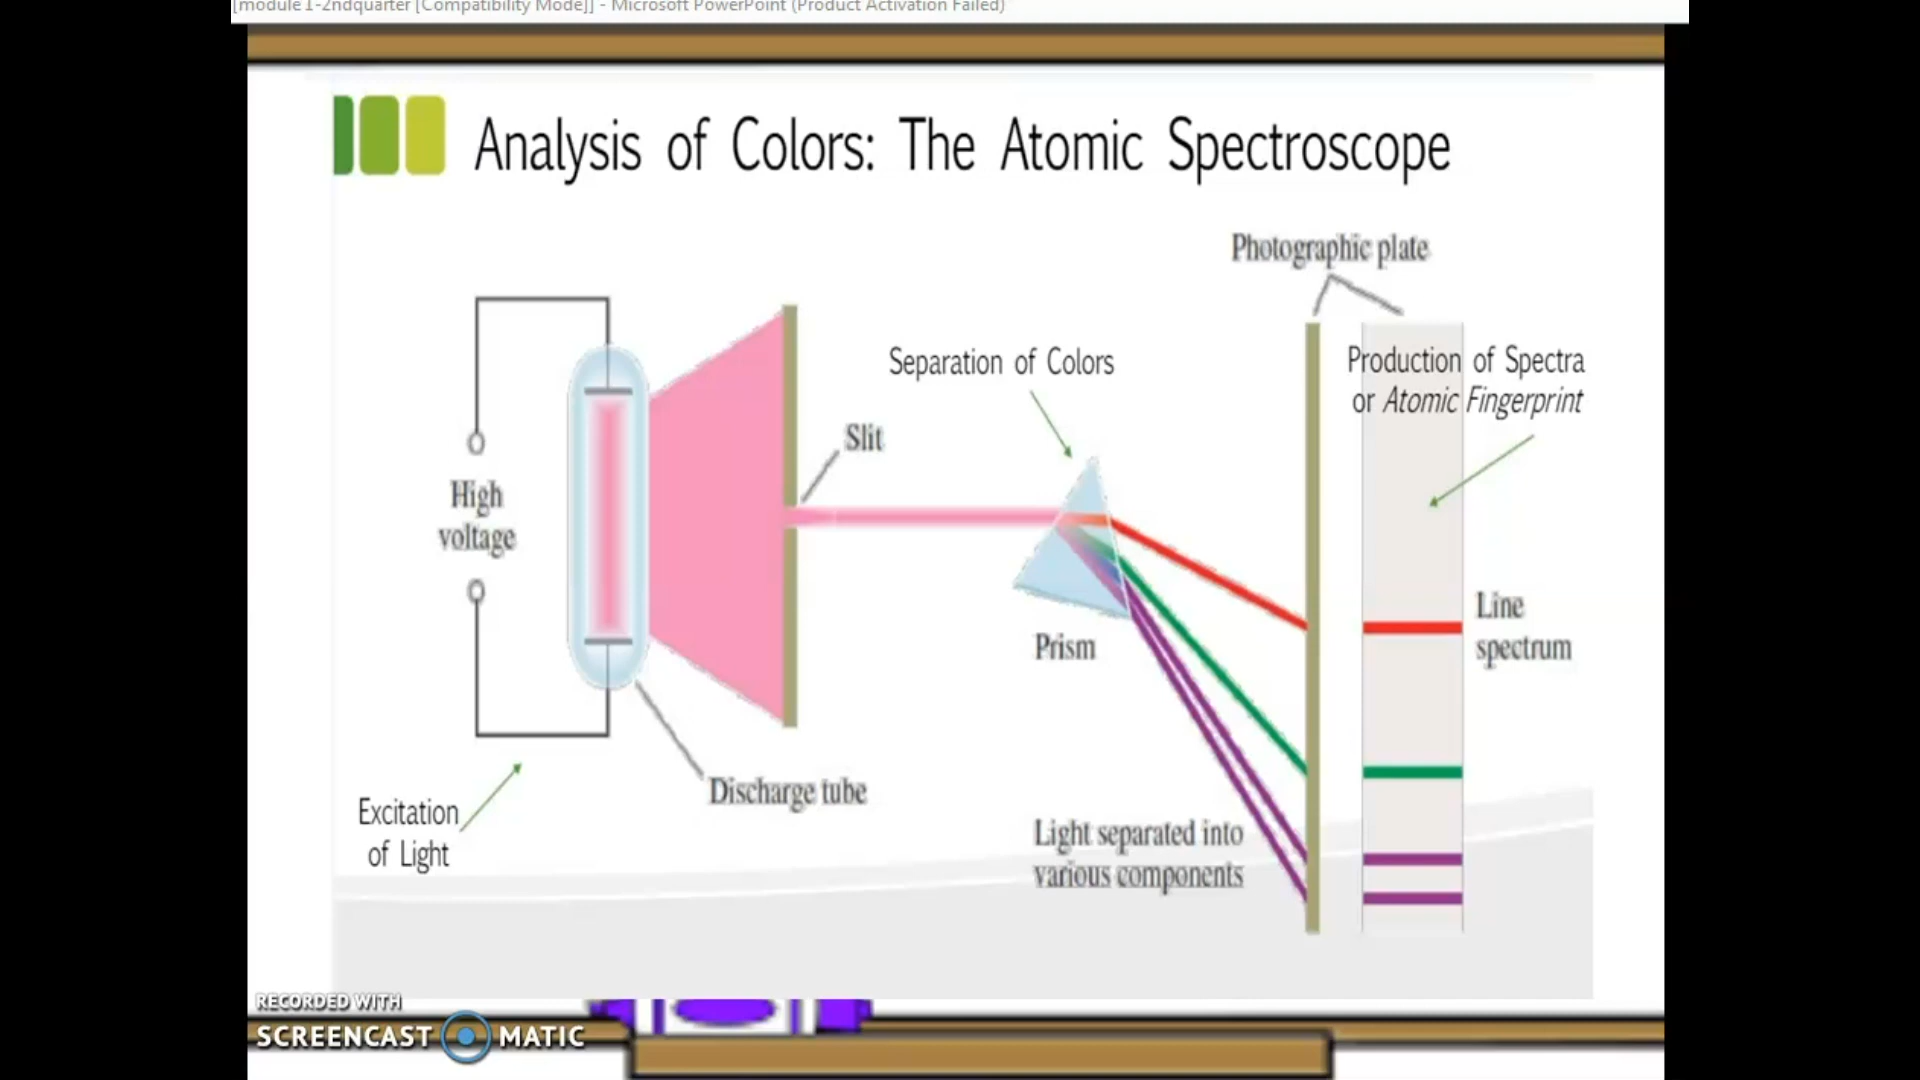 [module 1-2ndquarter [Compatibility Mode]] - Microsoft PowerPoint (Product Activation Failed)
Analysis of Colors: The Atomic Spectroscope
Photographic plate
Separation of Colors
Production of Spectra
or Atomic Fingerprint
Slit
High
voltage
Line
spectrum
Prism
Discharge tube
Excitation
of Light
Light separated into
various components
RECORDED WITH
SCREENCAST MATIC